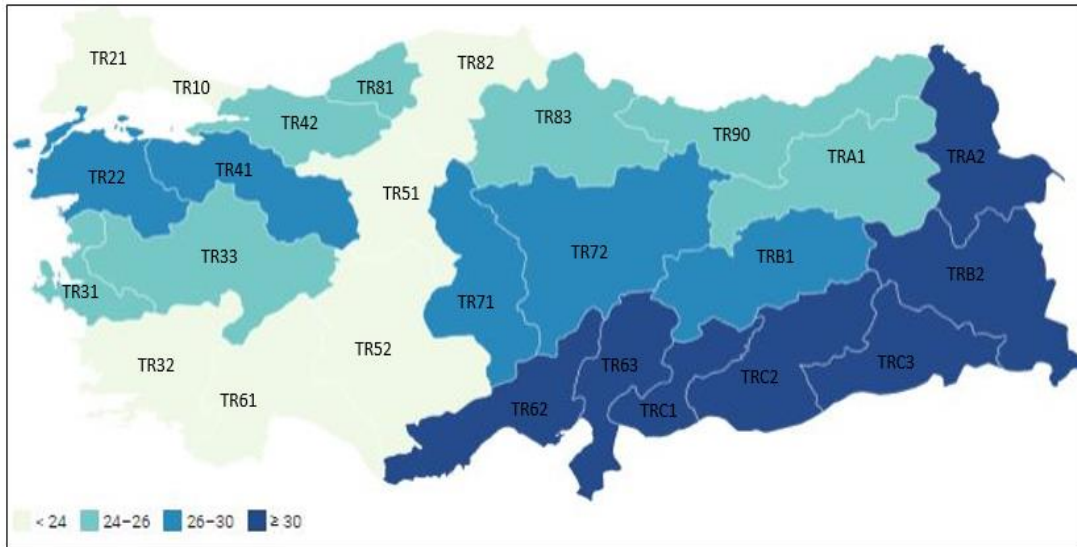 TR21
TR82
TR10
TR81
TR42
TR83
TR90
TRA1
TRA2
TR22
TR41
TR51
TR33
TR72
TRB1
TRB2
TR31
TR71
TR52
TR32
TR63
TRC2
TRC3
TR61
TR62
TRC1
< 24 24–26 26–30 ≥ 30